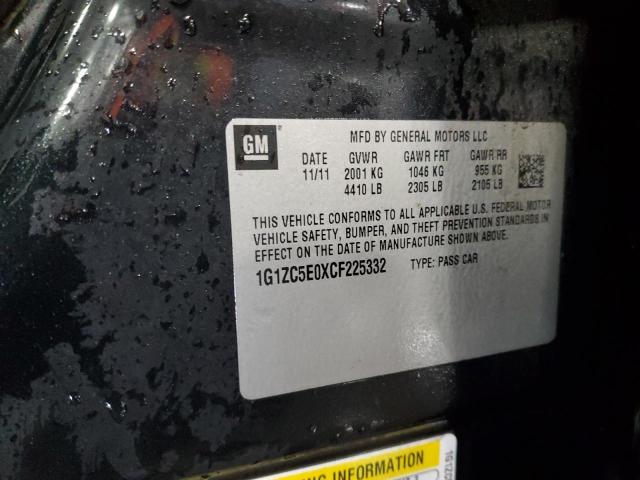 GM
MFD BY GENERAL MOTORS LLC
DATE GVWR GAWR FRT GAWR RR
11/11 2001 KG 1046 KG 955 KG
4410 LB 2305 LB 2105 LB
THIS VEHICLE CONFORMS TO ALL APPLICABLE U.S. FEDERAL MOTOR
VEHICLE SAFETY, BUMPER, AND THEFT PREVENTION STANDARDS IN
EFFECT ON THE DATE OF MANUFACTURE SHOWN ABOVE.
1G1ZC5E0XCF225332 TYPE: PASS CAR
INFORMATION